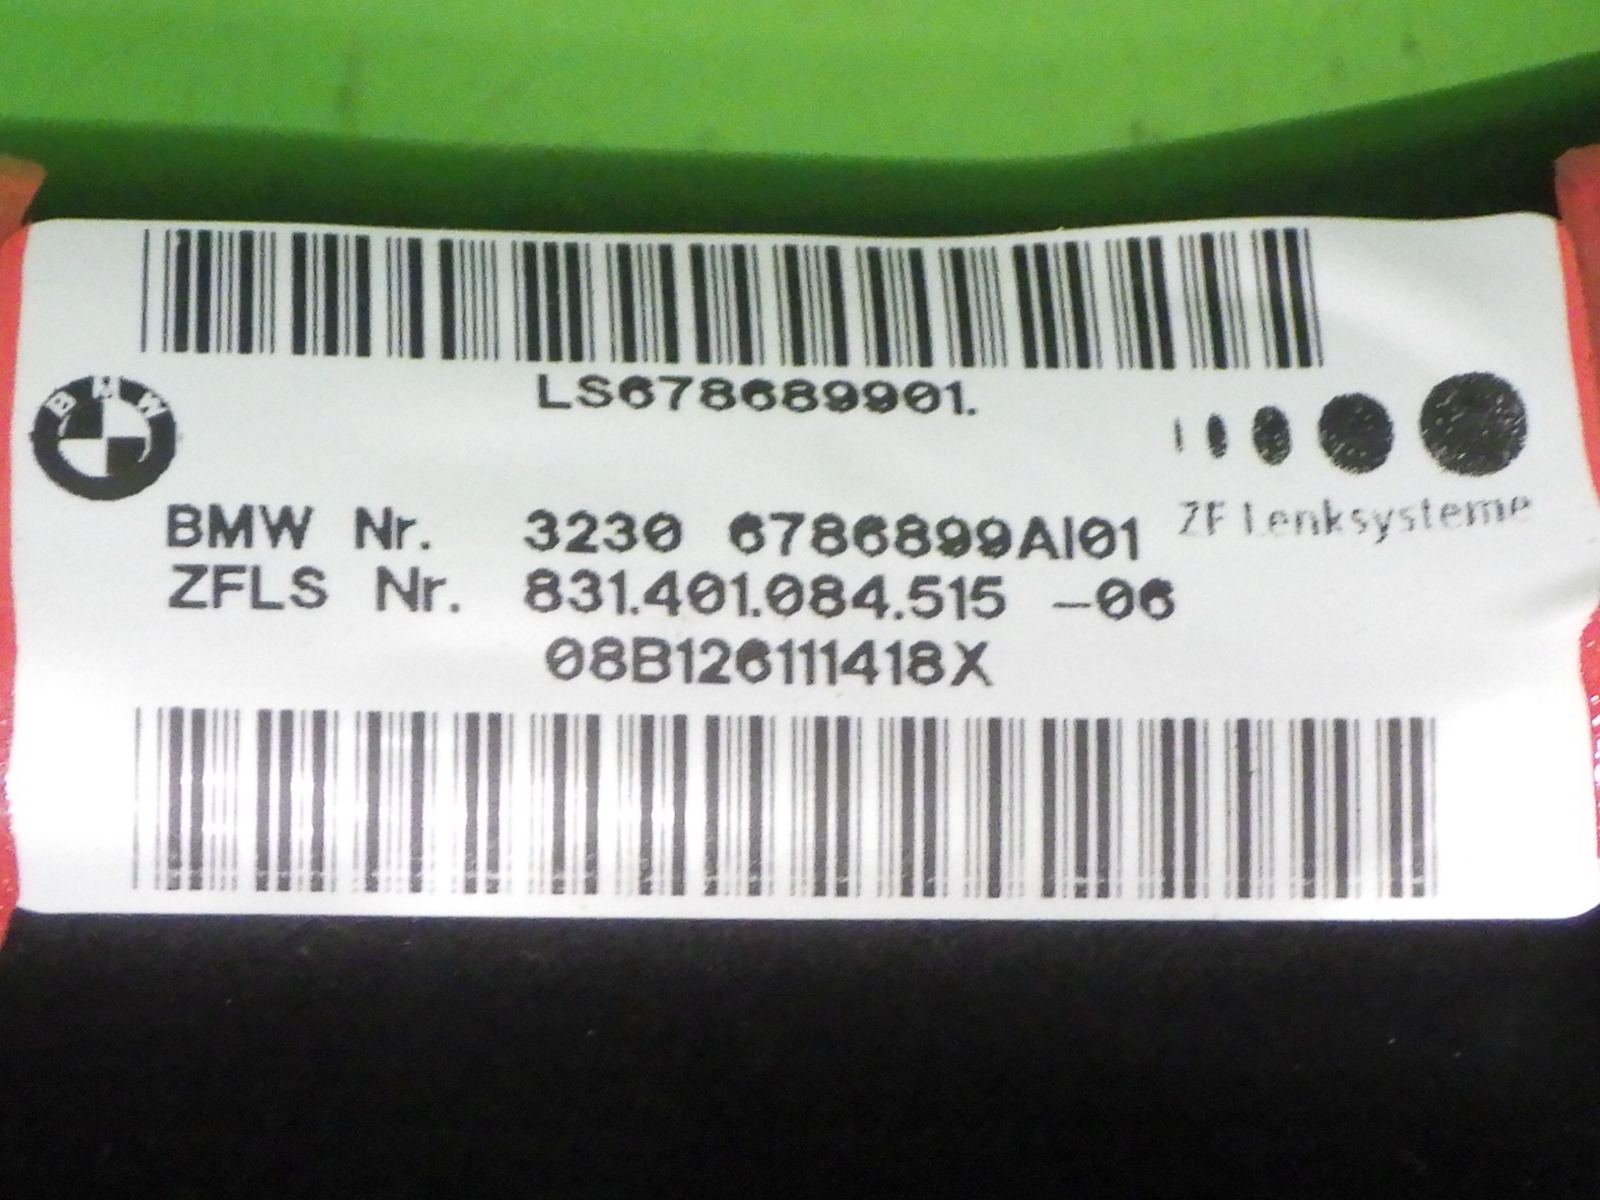 LS678689901.
BMW
ZF Lenksysteme
BMW Nr. 3230 6786899AI01
ZFLS Nr. 831.401.084.515 -06
08B126111418X